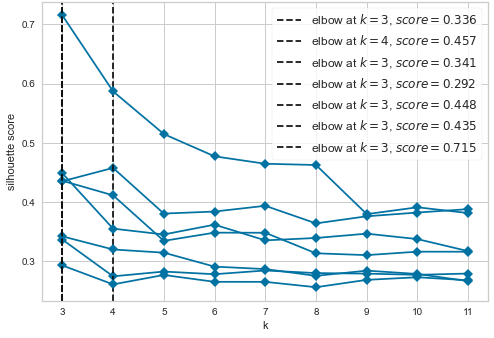 0.7
0.6
0.5
0.4
0.3
silhouette score
elbow at k = 3, score = 0.336
elbow at k = 4, score = 0.457
elbow at k = 3, score = 0.341
elbow at k = 3, score = 0.292
elbow at k = 3, score = 0.448
elbow at k = 3, score = 0.435
elbow at k = 3, score = 0.715
3 4 5 6 7 8 9 10 11
k